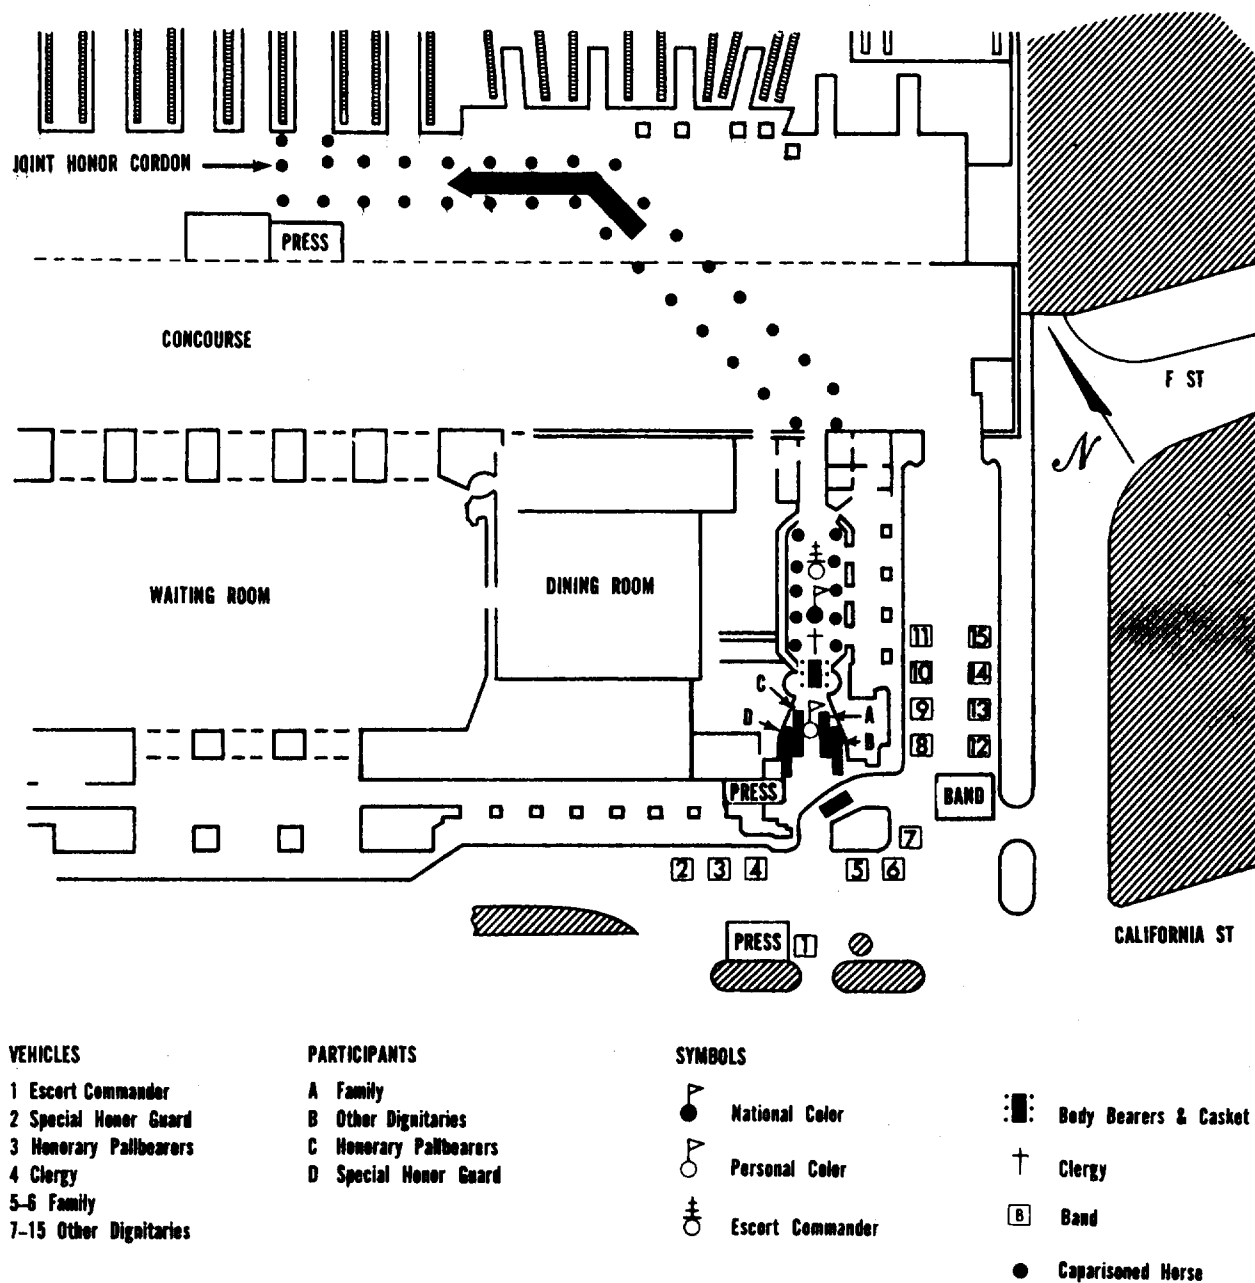 JOINT HONOR CORDON
PRESS
CONCOURSE
F ST
N
WAITING ROOM
DINING ROOM
11 15
10 14
C
9 13
D A
B 8 12
PRESS
BAND
7
2 3 4 5 6
CALIFORNIA ST
PRESS 1
VEHICLES
1 Escort Commander
2 Special Honor Guard
3 Honorary Pallbearers
4 Clergy
5-6 Family
7-15 Other Dignitaries
PARTICIPANTS
A Family
B Other Dignitaries
C Honorary Pallbearers
D Special Honor Guard
SYMBOLS
National Color
Personal Color
Escort Commander
Body Bearers & Casket
Clergy
B Band
Caparisoned Horse